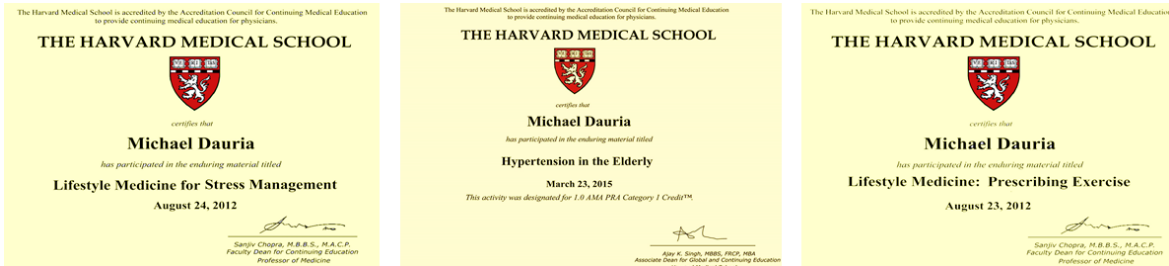 The Harvard Medical School is accredited by the Accreditation Council for Continuing Medical Education
to provide continuing medical education for physicians.
THE HARVARD MEDICAL SCHOOL
certifies that
Michael Dauria
has participated in the enduring material titled
Lifestyle Medicine for Stress Management
August 24, 2012
Sanjiv Chopra, M.B.B.S., M.A.C.P.
Faculty Dean for Continuing Education
Professor of Medicine
The Harvard Medical School is accredited by the Accreditation Council for Continuing Medical Education
to provide continuing medical education for physicians.
THE HARVARD MEDICAL SCHOOL
certifies that
Michael Dauria
has participated in the enduring material titled
Hypertension in the Elderly
March 23, 2015
This activity was designated for 1.0 AMA PRA Category 1 Credit™.
Ajay K. Singh, MBBS, FRCP, MBA
Associate Dean for Global and Continuing Education
The Harvard Medical School is accredited by the Accreditation Council for Continuing Medical Education
to provide continuing medical education for physicians.
THE HARVARD MEDICAL SCHOOL
certifies that
Michael Dauria
has participated in the enduring material titled
Lifestyle Medicine: Prescribing Exercise
August 23, 2012
Sanjiv Chopra, M.B.B.S., M.A.C.P.
Faculty Dean for Continuing Education
Professor of Medicine